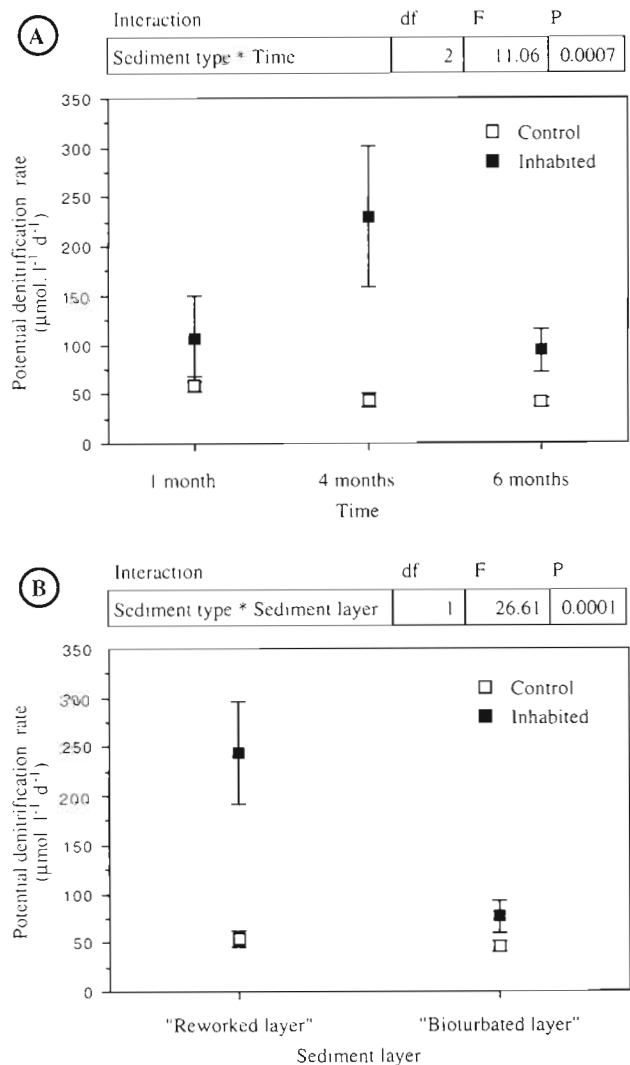 A
Interaction df F P
Sediment type * Time 2 11.06 0.0007
350
300
250
200
150
100
50
0
Potential denitrification rate
(µmol. l⁻¹ d⁻¹)
Control
Inhabited
1 month 4 months 6 months
Time
B
Interaction df F P
Sediment type * Sediment layer 1 26.61 0.0001
350
300
250
200
150
100
50
0
Potential denitrification rate
(µmol l⁻¹ d⁻¹)
Control
Inhabited
"Reworked layer" "Bioturbated layer"
Sediment layer